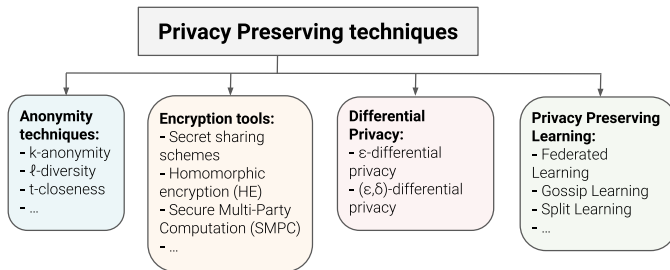 Privacy Preserving techniques
Anonymity
techniques:
- k-anonymity
- ℓ-diversity
- t-closeness
- ...
Encryption tools:
- Secret sharing
schemes
- Homomorphic
encryption (HE)
- Secure Multi-Party
Computation (SMPC)
- ...
Differential
Privacy:
- ε-differential
privacy
- (ε,δ)-differential
privacy
Privacy Preserving
Learning:
- Federated
Learning
- Gossip Learning
- Split Learning
- ...